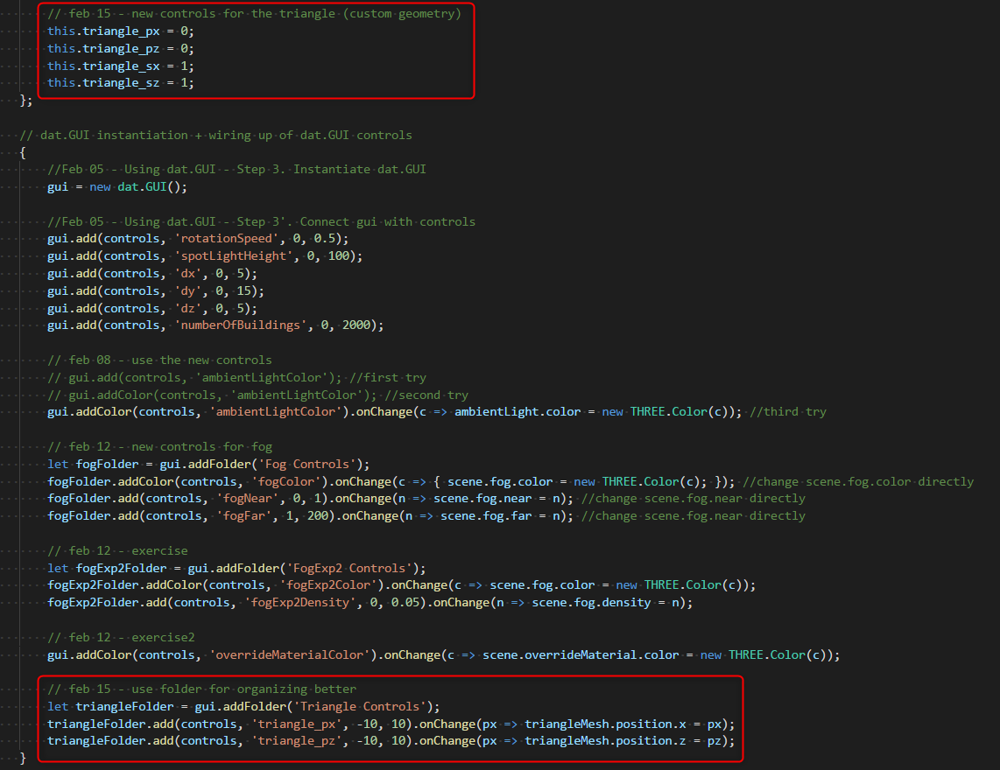 // feb 15 - new controls for the triangle (custom geometry)
this.triangle_px = 0;
this.triangle_pz = 0;
this.triangle_sx = 1;
this.triangle_sz = 1;
};
// dat.GUI instantiation + wiring up of dat.GUI controls
{
//Feb 05 - Using dat.GUI - Step 3. Instantiate dat.GUI
gui = new dat.GUI();
//Feb 05 - Using dat.GUI - Step 3'. Connect gui with controls
gui.add(controls, 'rotationSpeed', 0, 0.5);
gui.add(controls, 'spotLightHeight', 0, 100);
gui.add(controls, 'dx', 0, 5);
gui.add(controls, 'dy', 0, 15);
gui.add(controls, 'dz', 0, 5);
gui.add(controls, 'numberOfBuildings', 0, 2000);
// feb 08 - use the new controls
// gui.add(controls, 'ambientLightColor'); //first try
// gui.addColor(controls, 'ambientLightColor'); //second try
gui.addColor(controls, 'ambientLightColor').onChange(c => ambientLight.color = new THREE.Color(c)); //third try
// feb 12 - new controls for fog
let fogFolder = gui.addFolder('Fog Controls');
fogFolder.addColor(controls, 'fogColor').onChange(c => { scene.fog.color = new THREE.Color(c); }); //change scene.fog.color directly
fogFolder.add(controls, 'fogNear', 0, 1).onChange(n => scene.fog.near = n); //change scene.fog.near directly
fogFolder.add(controls, 'fogFar', 1, 200).onChange(n => scene.fog.far = n); //change scene.fog.near directly
// feb 12 - exercise
let fogExp2Folder = gui.addFolder('FogExp2 Controls');
fogExp2Folder.addColor(controls, 'fogExp2Color').onChange(c => scene.fog.color = new THREE.Color(c));
fogExp2Folder.add(controls, 'fogExp2Density', 0, 0.05).onChange(n => scene.fog.density = n);
// feb 12 - exercise2
gui.addColor(controls, 'overrideMaterialColor').onChange(c => scene.overrideMaterial.color = new THREE.Color(c));
// feb 15 - use folder for organizing better
let triangleFolder = gui.addFolder('Triangle Controls');
triangleFolder.add(controls, 'triangle_px', -10, 10).onChange(px => triangleMesh.position.x = px);
triangleFolder.add(controls, 'triangle_pz', -10, 10).onChange(px => triangleMesh.position.z = pz);
}